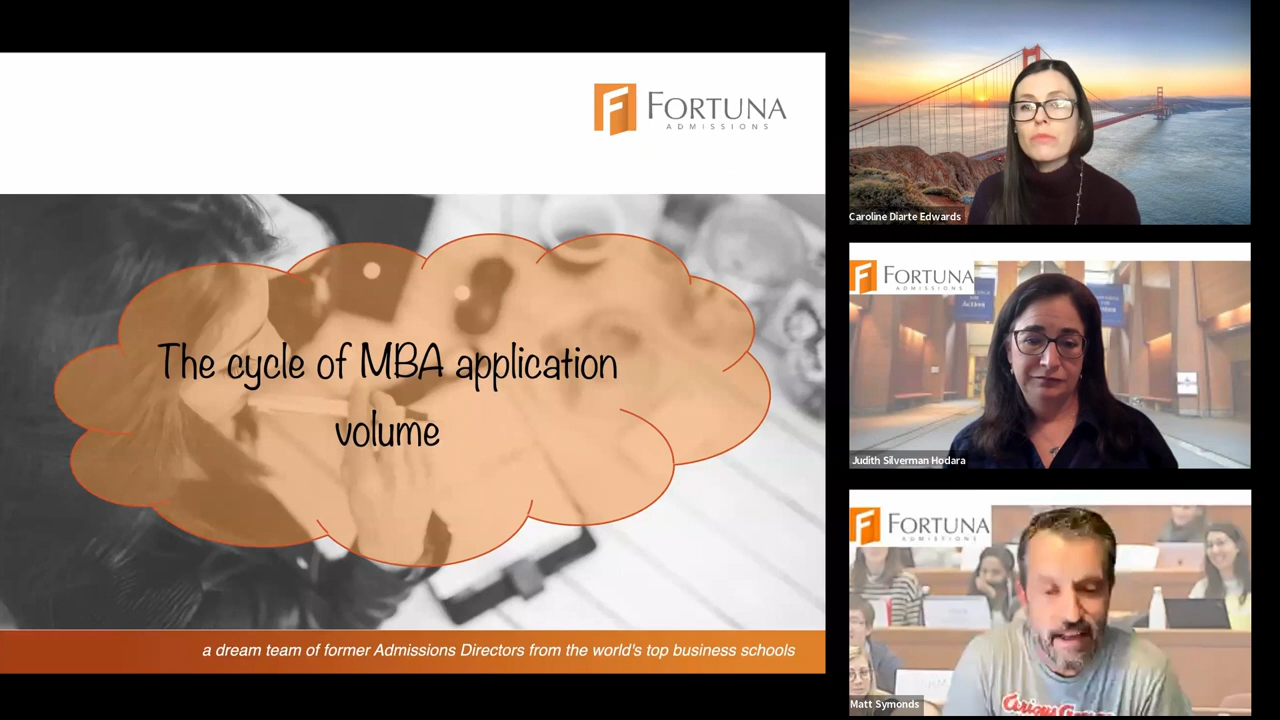 FORTUNA
ADMISSIONS
The cycle of MBA application
volume
a dream team of former Admissions Directors from the world's top business schools
Caroline Diarte Edwards
FORTUNA
ADMISSIONS
Judith Silverman Hodara
FORTUNA
ADMISSIONS
Curious
Matt Symonds